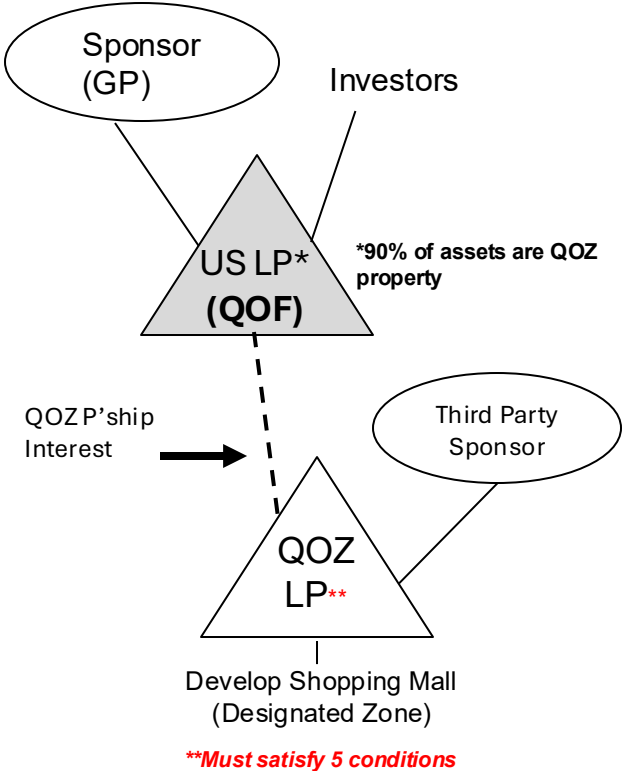 Sponsor
(GP)
Investors
US LP*
(QOF)
*90% of assets are QOZ
property
QOZ P'ship
Interest
Third Party
Sponsor
QOZ
LP**
Develop Shopping Mall
(Designated Zone)
**Must satisfy 5 conditions